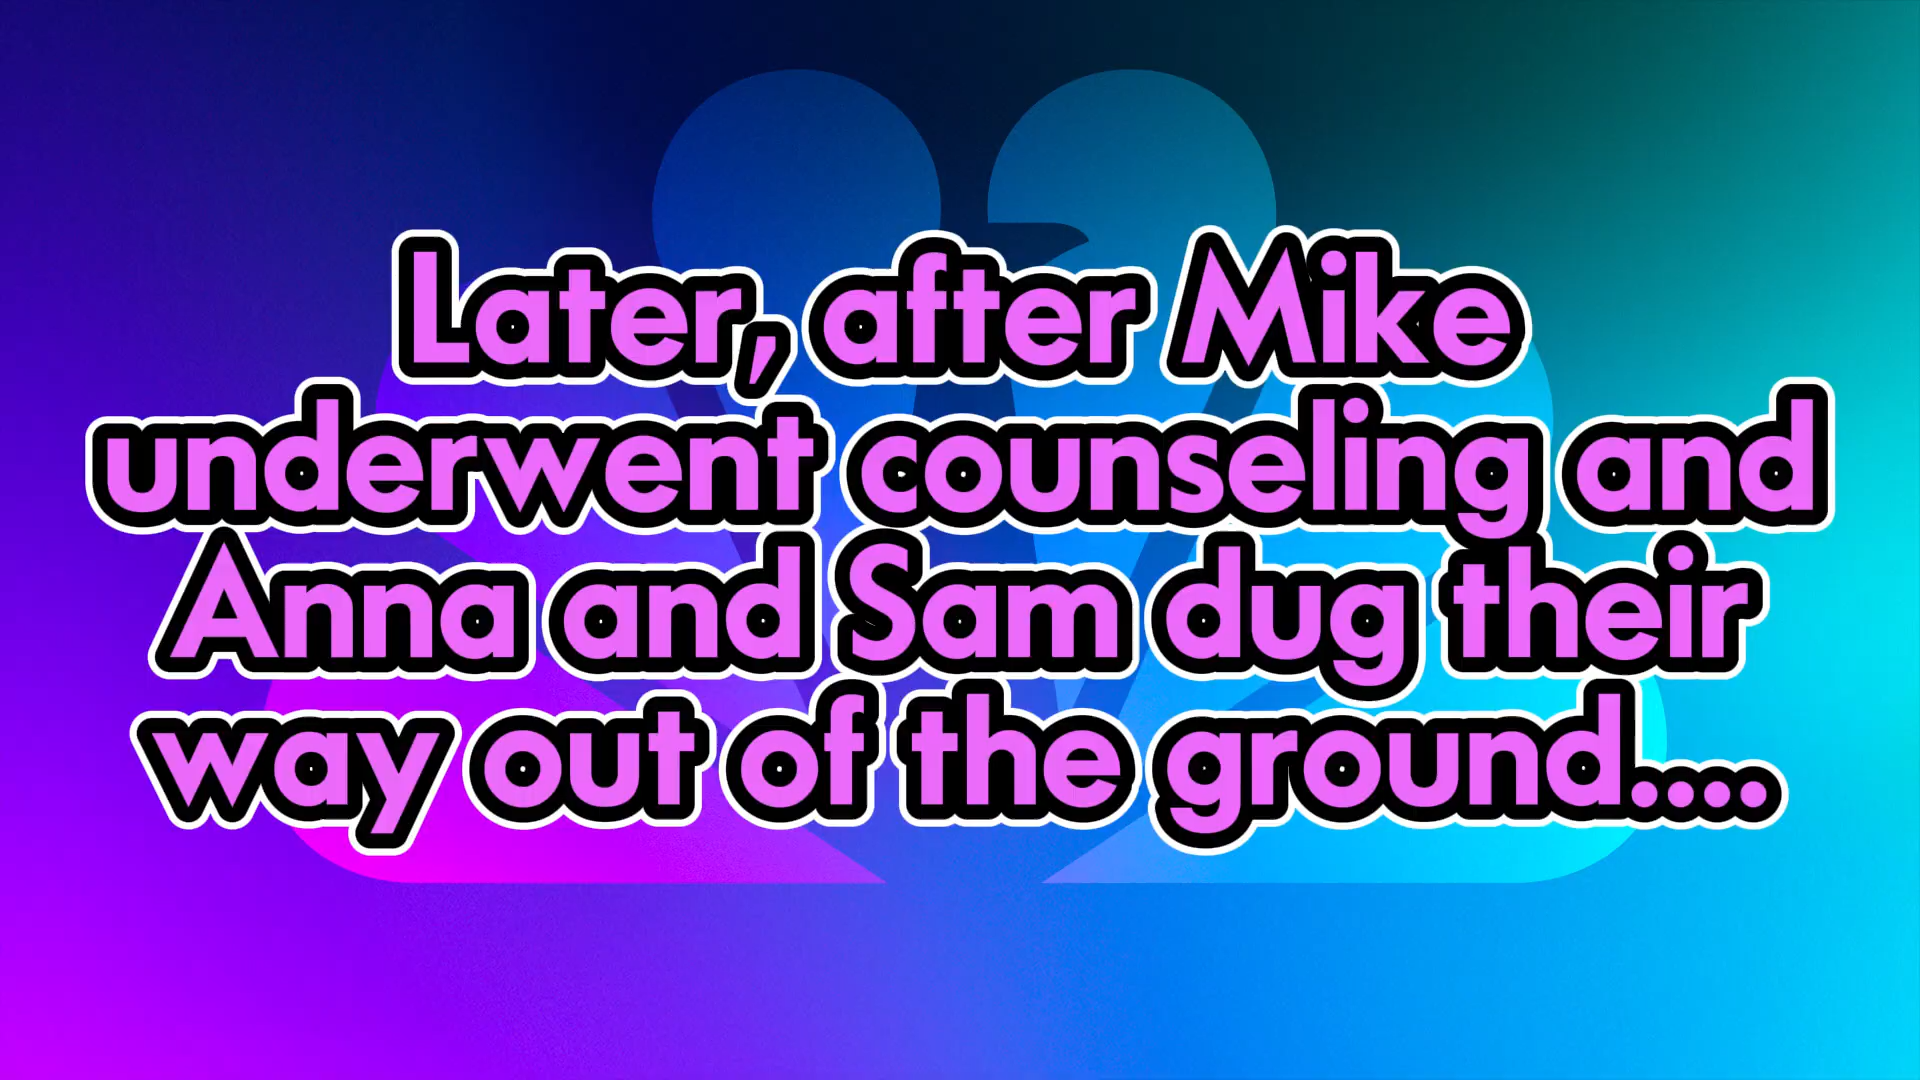 Later, after Mike
underwent counseling and
Anna and Sam dug their
way out of the ground....